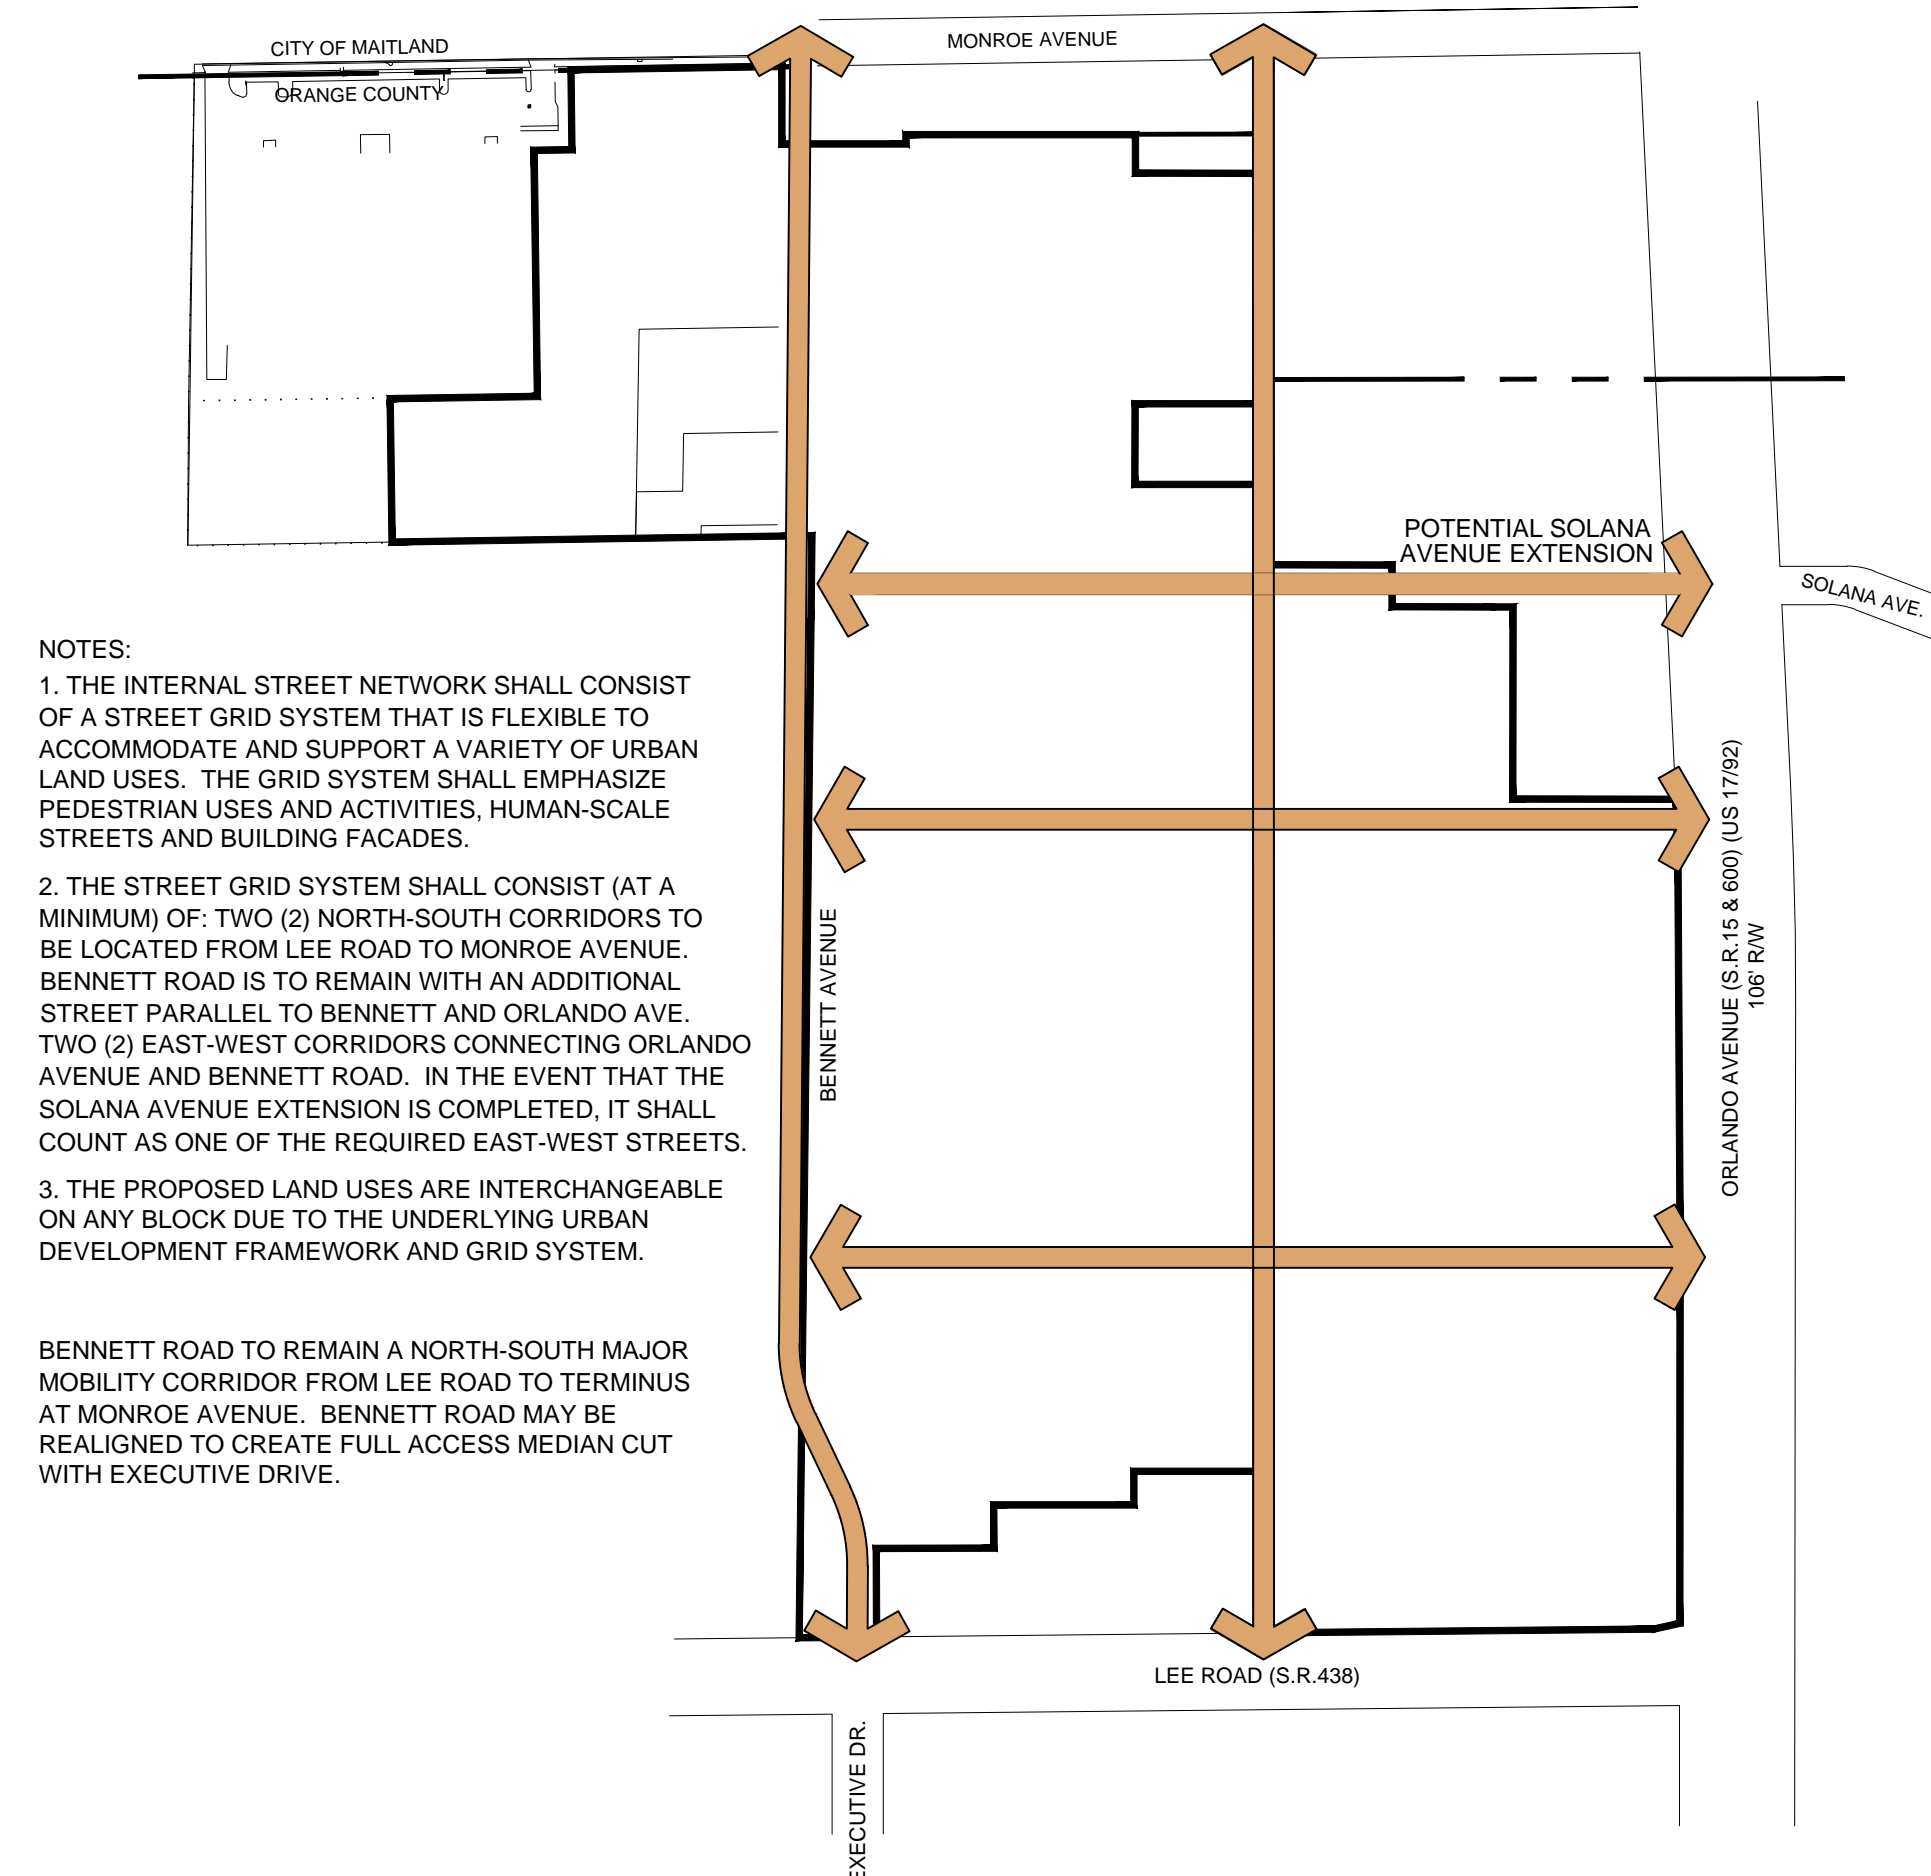 CITY OF MAITLAND
MONROE AVENUE
ORANGE COUNTY
POTENTIAL SOLANA
AVENUE EXTENSION
SOLANA AVE.
NOTES:
1. THE INTERNAL STREET NETWORK SHALL CONSIST
OF A STREET GRID SYSTEM THAT IS FLEXIBLE TO
ACCOMMODATE AND SUPPORT A VARIETY OF URBAN
LAND USES. THE GRID SYSTEM SHALL EMPHASIZE
PEDESTRIAN USES AND ACTIVITIES, HUMAN-SCALE
STREETS AND BUILDING FACADES.
2. THE STREET GRID SYSTEM SHALL CONSIST (AT A
MINIMUM) OF: TWO (2) NORTH-SOUTH CORRIDORS TO
BE LOCATED FROM LEE ROAD TO MONROE AVENUE.
BENNETT ROAD IS TO REMAIN WITH AN ADDITIONAL
STREET PARALLEL TO BENNETT AND ORLANDO AVE.
TWO (2) EAST-WEST CORRIDORS CONNECTING ORLANDO
AVENUE AND BENNETT ROAD. IN THE EVENT THAT THE
SOLANA AVENUE EXTENSION IS COMPLETED, IT SHALL
COUNT AS ONE OF THE REQUIRED EAST-WEST STREETS.
3. THE PROPOSED LAND USES ARE INTERCHANGEABLE
ON ANY BLOCK DUE TO THE UNDERLYING URBAN
DEVELOPMENT FRAMEWORK AND GRID SYSTEM.
BENNETT ROAD TO REMAIN A NORTH-SOUTH MAJOR
MOBILITY CORRIDOR FROM LEE ROAD TO TERMINUS
AT MONROE AVENUE. BENNETT ROAD MAY BE
REALIGNED TO CREATE FULL ACCESS MEDIAN CUT
WITH EXECUTIVE DRIVE.
BENNETT AVENUE
ORLANDO AVENUE (S.R.15 & 600) (US 17/92)
106' R/W
LEE ROAD (S.R.438)
EXECUTIVE DR.